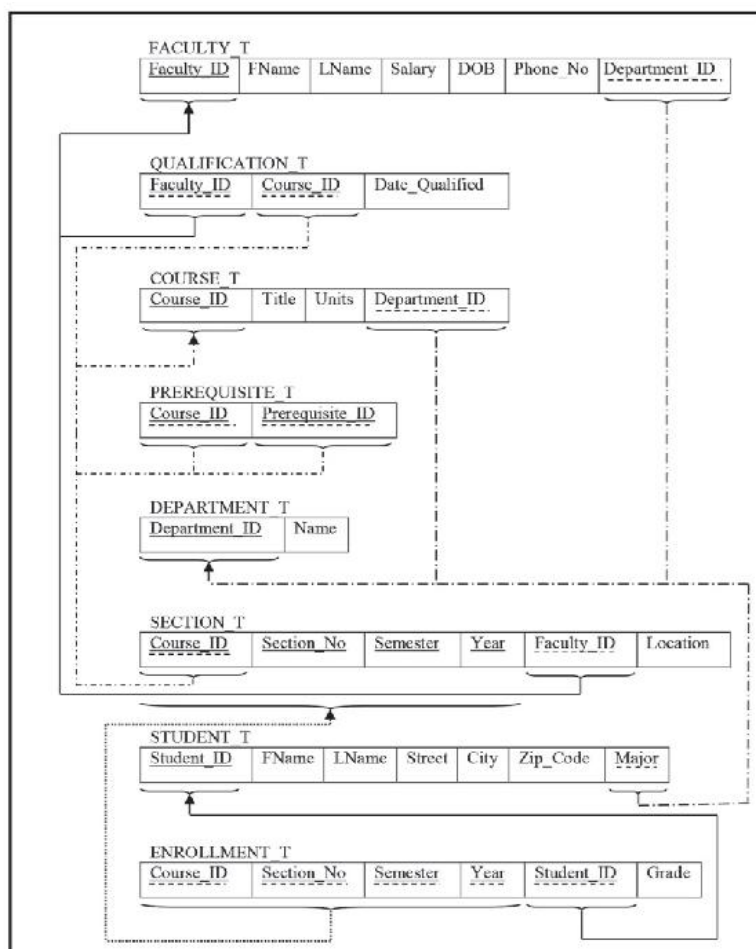 FACULTY_T
Faculty_ID FName LName Salary DOB Phone_No Department_ID
QUALIFICATION_T
Faculty_ID Course_ID Date_Qualified
COURSE_T
Course_ID Title Units Department_ID
PREREQUISITE_T
Course_ID Prerequisite_ID
DEPARTMENT_T
Department_ID Name
SECTION_T
Course_ID Section_No Semester Year Faculty_ID Location
STUDENT_T
Student_ID FName LName Street City Zip_Code Major
ENROLLMENT_T
Course_ID Section_No Semester Year Student_ID Grade